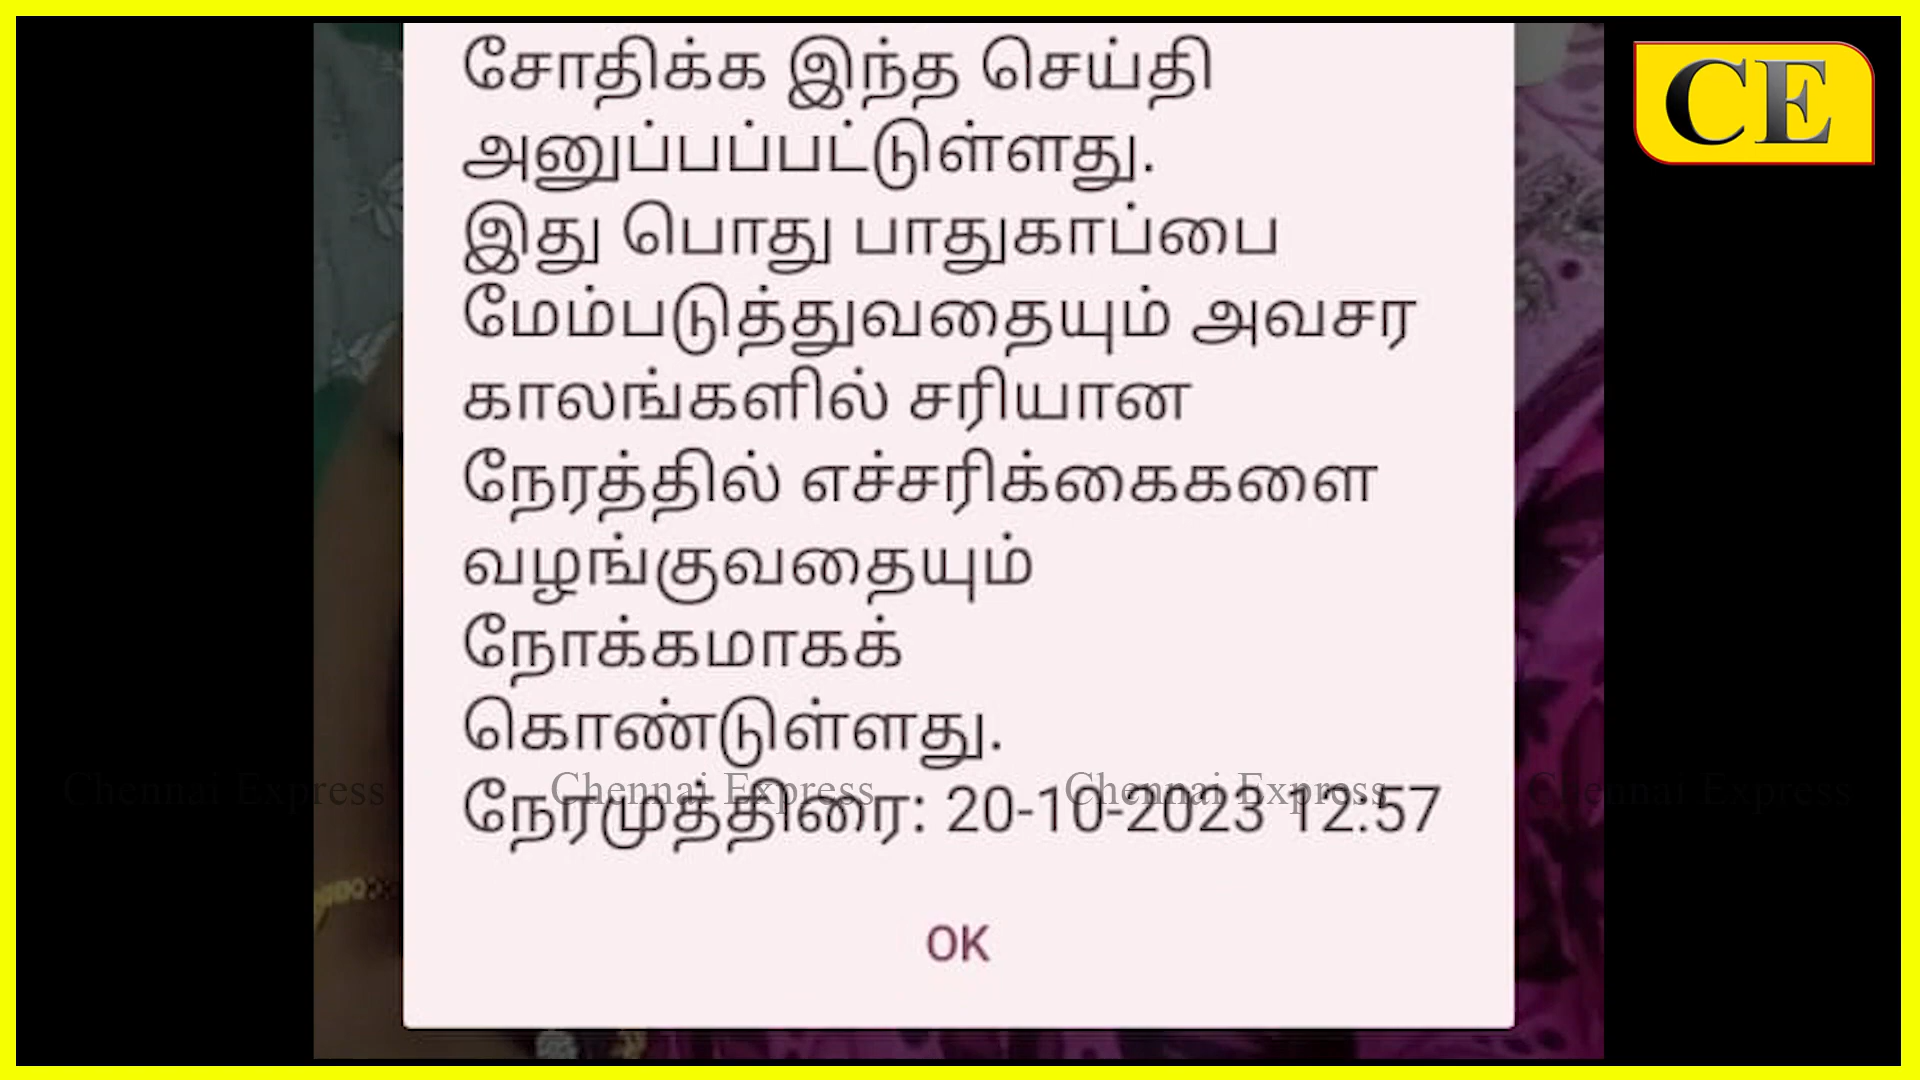 CE
சோதிக்க இந்த செய்தி
அனுப்பப்பட்டுள்ளது.
இது பொது பாதுகாப்பை
மேம்படுத்துவதையும் அவசர
காலங்களில் சரியான
நேரத்தில் எச்சரிக்கைகளை
வழங்குவதையும்
நோக்கமாகக்
கொண்டுள்ளது.
Chennai Express Chennai Express Chennai Express Chennai Express
நேரமுத்திரை: 20-10-2023 12:57
OK